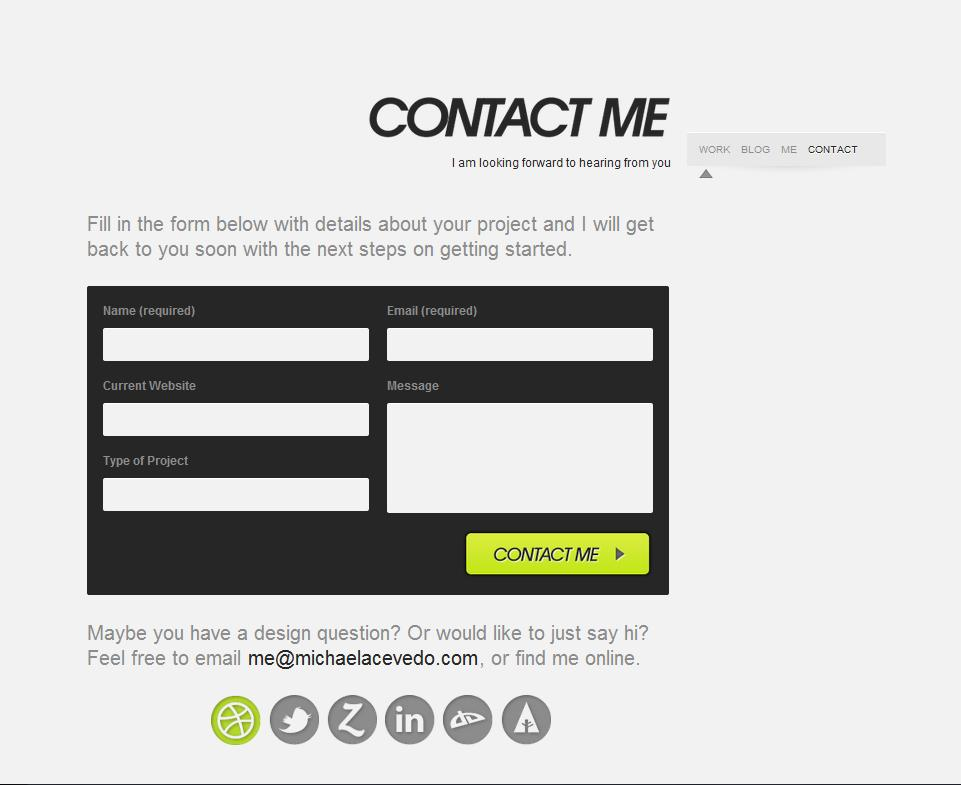 CONTACT ME
I am looking forward to hearing from you
WORK BLOG ME CONTACT
Fill in the form below with details about your project and I will get
back to you soon with the next steps on getting started.
Name (required)
Email (required)
Current Website
Message
Type of Project
CONTACT ME
Maybe you have a design question? Or would like to just say hi?
Feel free to email me@michaelacevedo.com, or find me online.
Z in